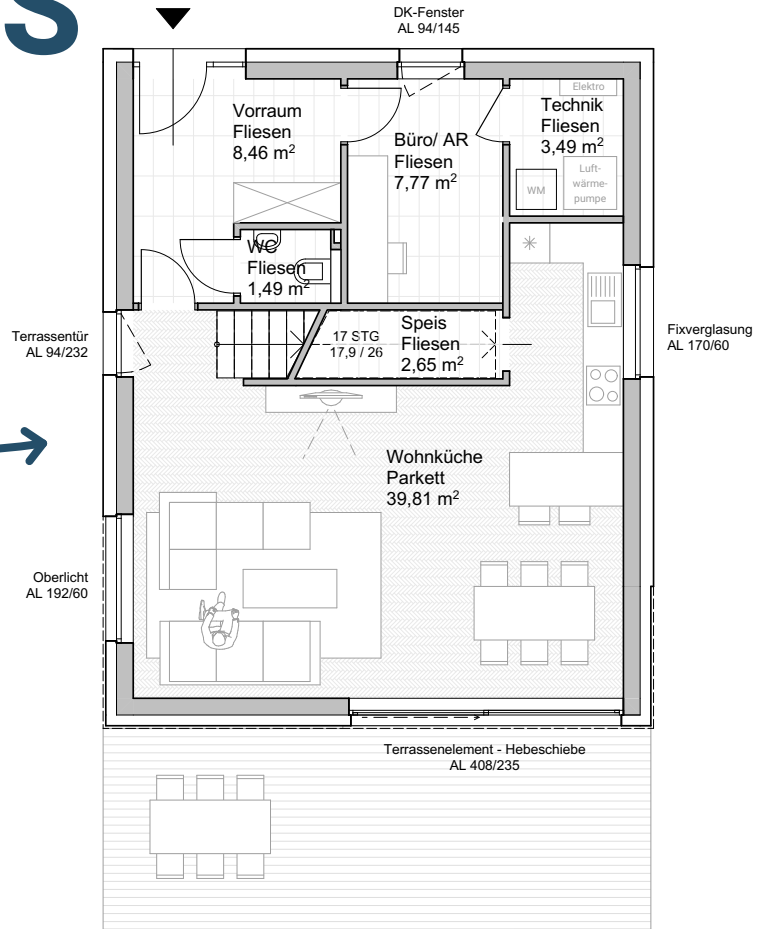 S
DK-Fenster
AL 94/145
Vorraum
Fliesen
8,46 m²
Büro/ AR
Fliesen
7,77 m²
Elektro
Technik
Fliesen
3,49 m²
WM
Luft-
wärme-
pumpe
WC
Fliesen
1,49 m²
Terrassentür
AL 94/232
17 STG
17,9 / 26
Speis
Fliesen
2,65 m²
Fixverglasung
AL 170/60
Wohnküche
Parkett
39,81 m²
Oberlicht
AL 192/60
Terrassenelement - Hebeschiebe
AL 408/235